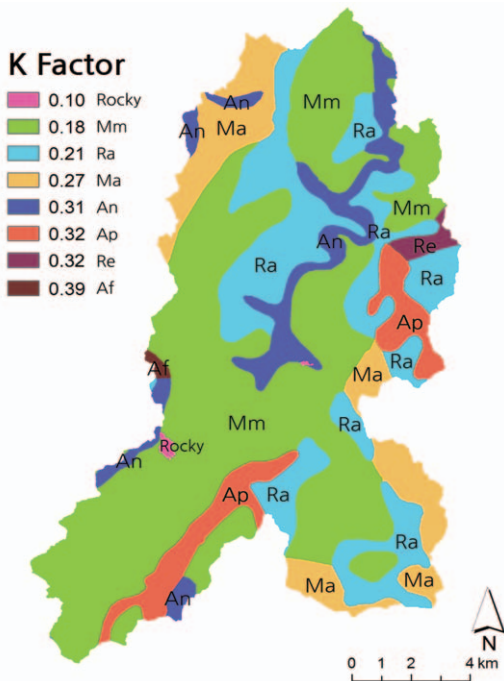 K Factor
0.10 Rocky
0.18 Mm
0.21 Ra
0.27 Ma
0.31 An
0.32 Ap
0.32 Re
0.39 Af
An
Mm
An
Ma
Ra
Mm
Ra
An
Re
Ra
Ra
Ap
Af
Ra
Ma
Mm
Ra
Rocky
An
Ap
Ra
Ra
Ma
Ma
An
N
0 1 2 4 km